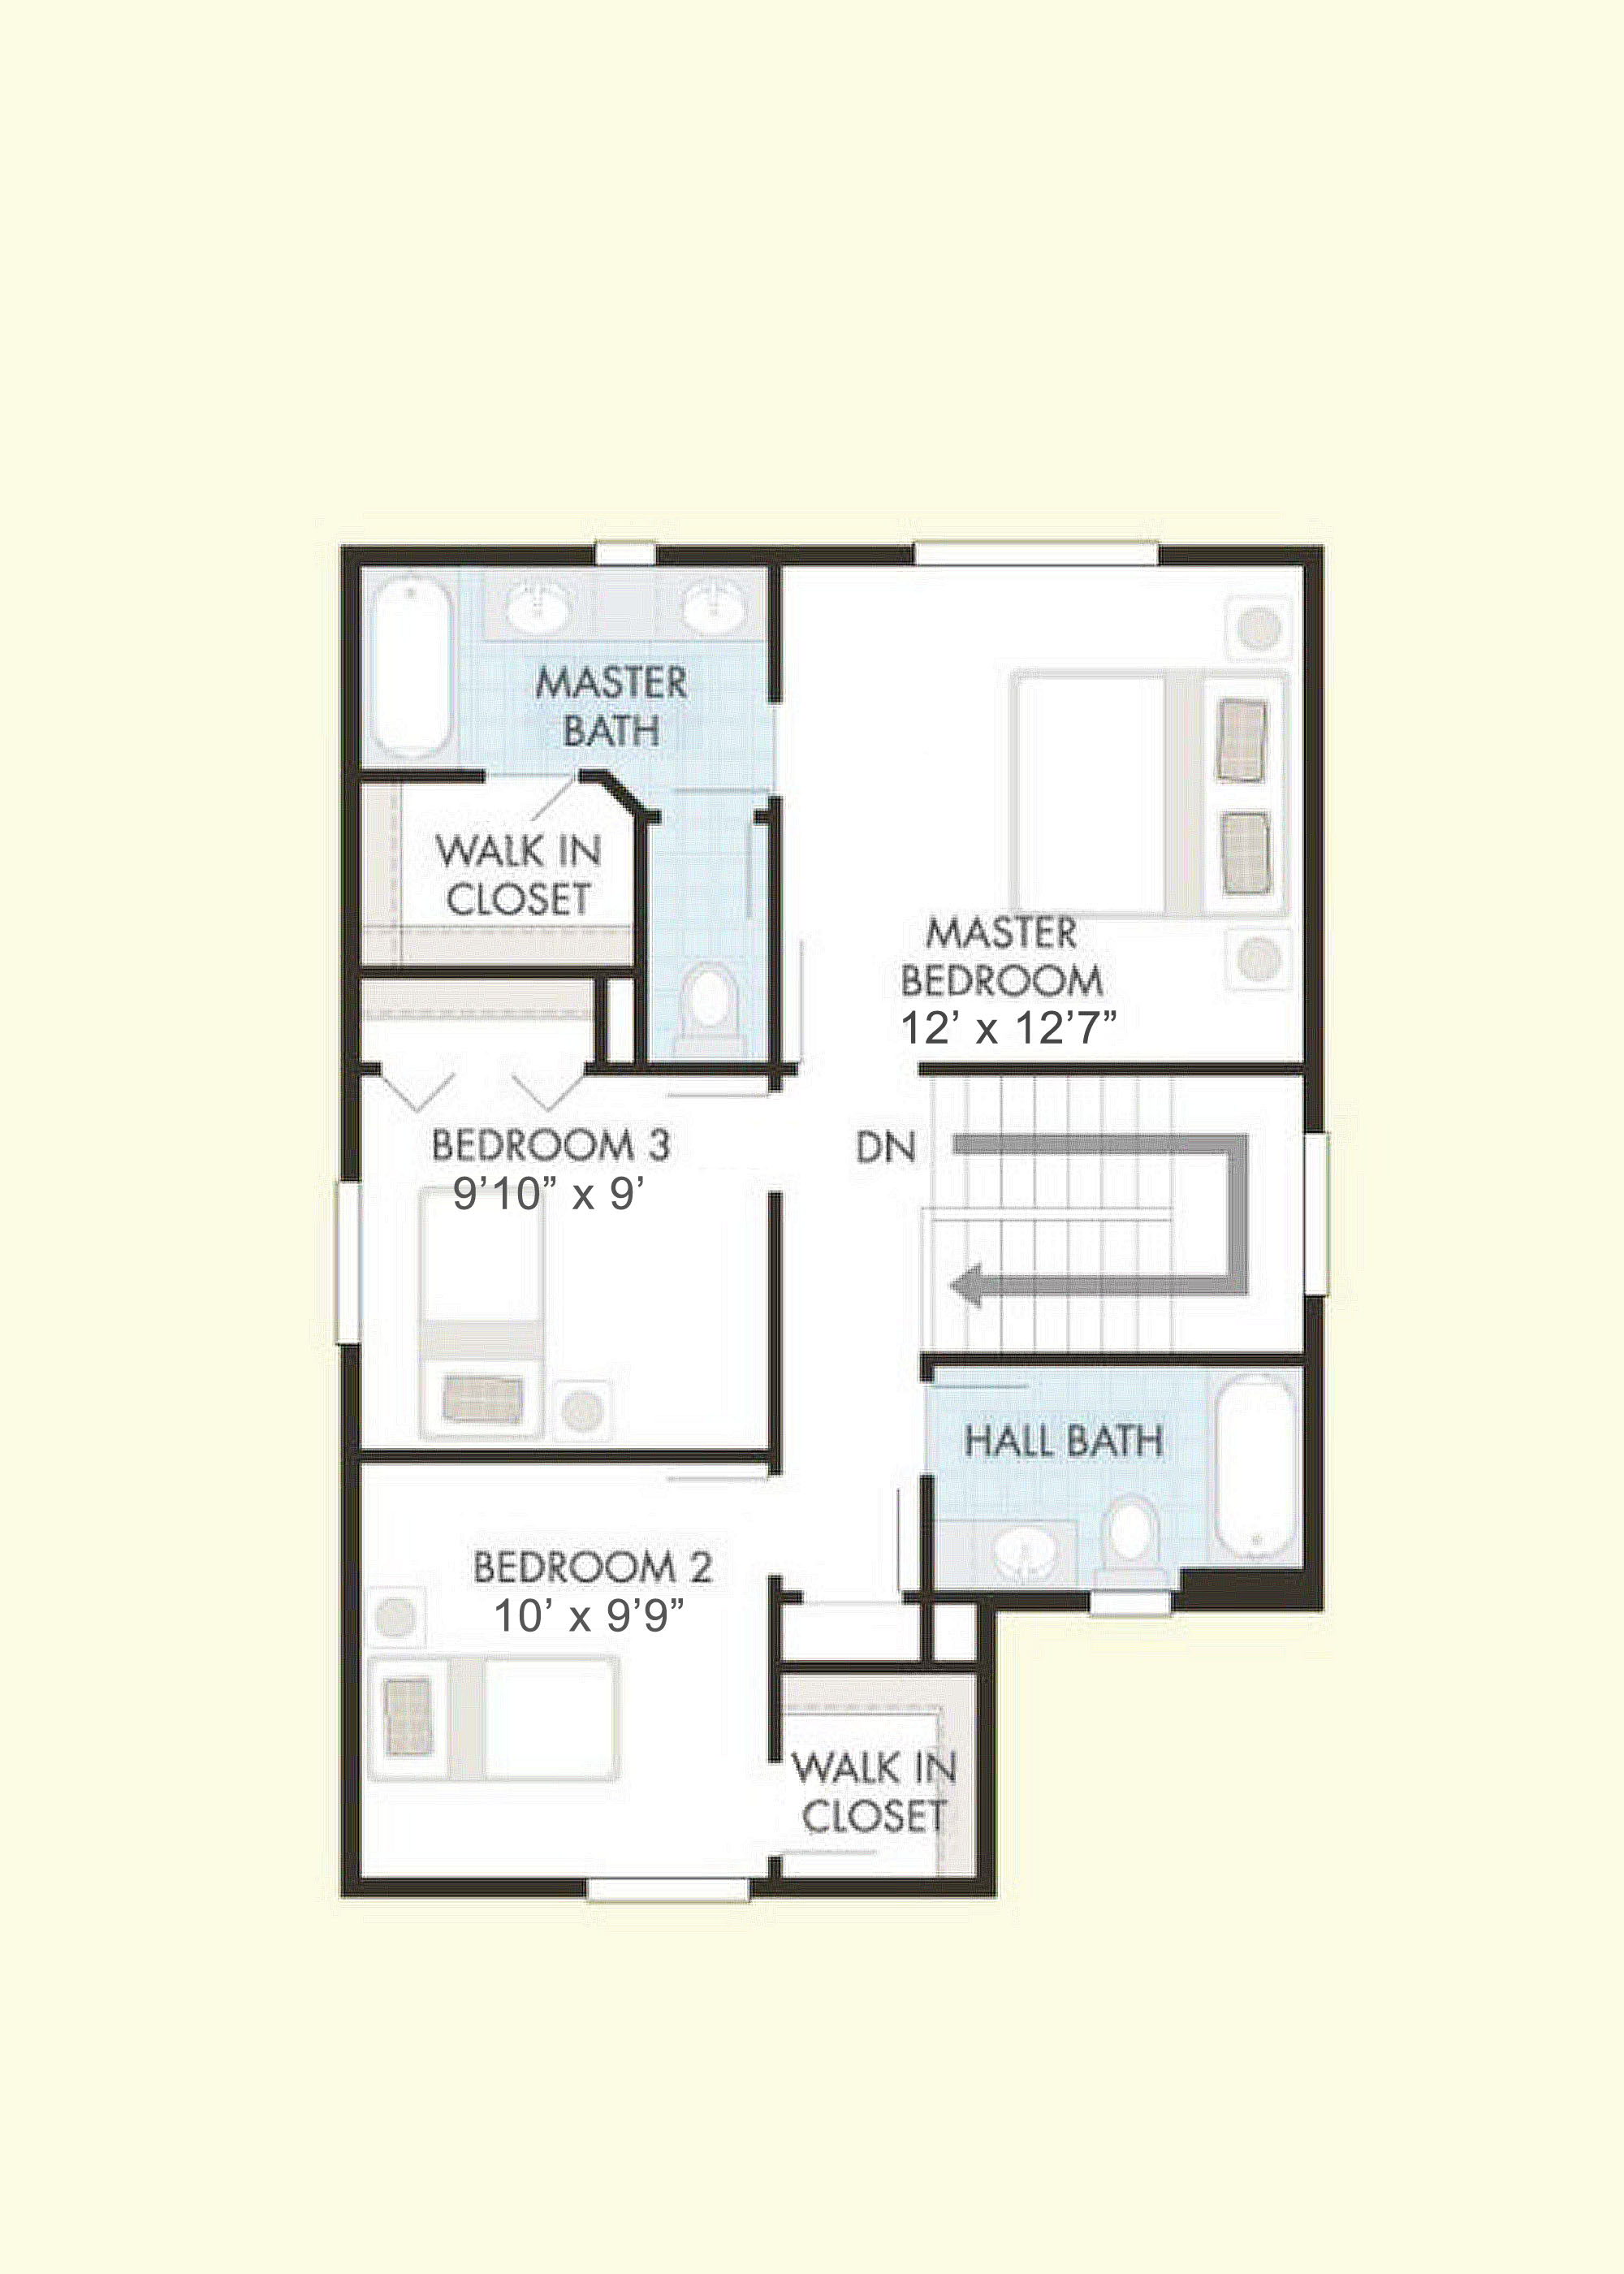 MASTER
BATH
WALK IN
CLOSET
MASTER
BEDROOM
12’ x 12’7”
BEDROOM 3
9’10” x 9’
DN
HALL BATH
BEDROOM 2
10’ x 9’9”
WALK IN
CLOSET